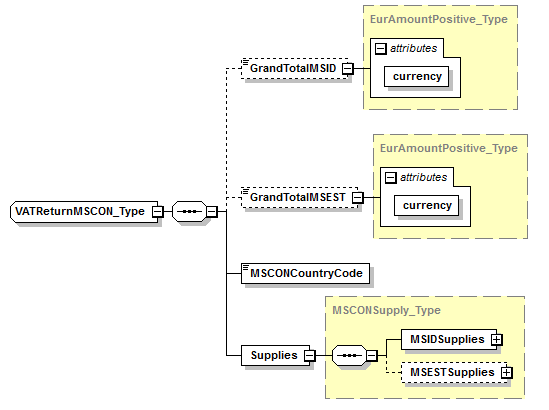 EurAmountPositive_Type
attributes
GrandTotalMSID
currency
EurAmountPositive_Type
attributes
GrandTotalMSEST
currency
VATReturnMSCON_Type
MSCONCountryCode
MSCONSupply_Type
MSIDSupplies
Supplies
MSESTSupplies